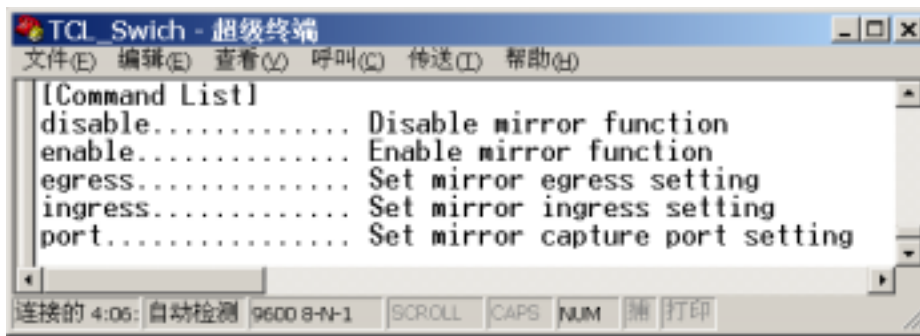 TCL_Swich - 超级终端
文件(F) 编辑(E) 查看(V) 呼叫(C) 传送(T) 帮助(H)
[Command List]
disable.............. Disable mirror function
enable............... Enable mirror function
egress............... Set mirror egress setting
ingress.............. Set mirror ingress setting
port................. Set mirror capture port setting
连接的 4:06: 自动检测 9600 8-N-1 SCROLL CAPS NUM 捕 打印